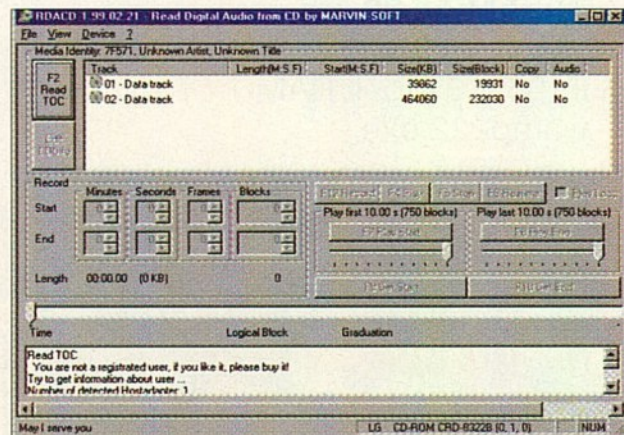 RDACD 1.99.02.21 - Read Digital Audio from CD by MARVIN SOFT
File View Device ?
Media Identity: 7F571, Unknown Artist, Unknown Title
F2 Read TOC
Track Length(M:S.F) Start(M:S.F) Size(KB) Size(Block) Copy Audio
01 - Data track 39862 19931 No No
02 - Data track 464060 232030 No No
Record
Minutes Seconds Frames Blocks
Start
End
Length 00:00.00 (0 KB) 0
Play first 10.00 s (750 blocks) Play last 10.00 s (750 blocks)
Time Logical Block Graduation
Read TOC
You are not a registrated user, if you like it, please buy it!
Try to get information about user ...
Number of detected Hostadapter: 1
May I serve you LG CD-ROM CRD-8322B (0, 1, 0) NUM